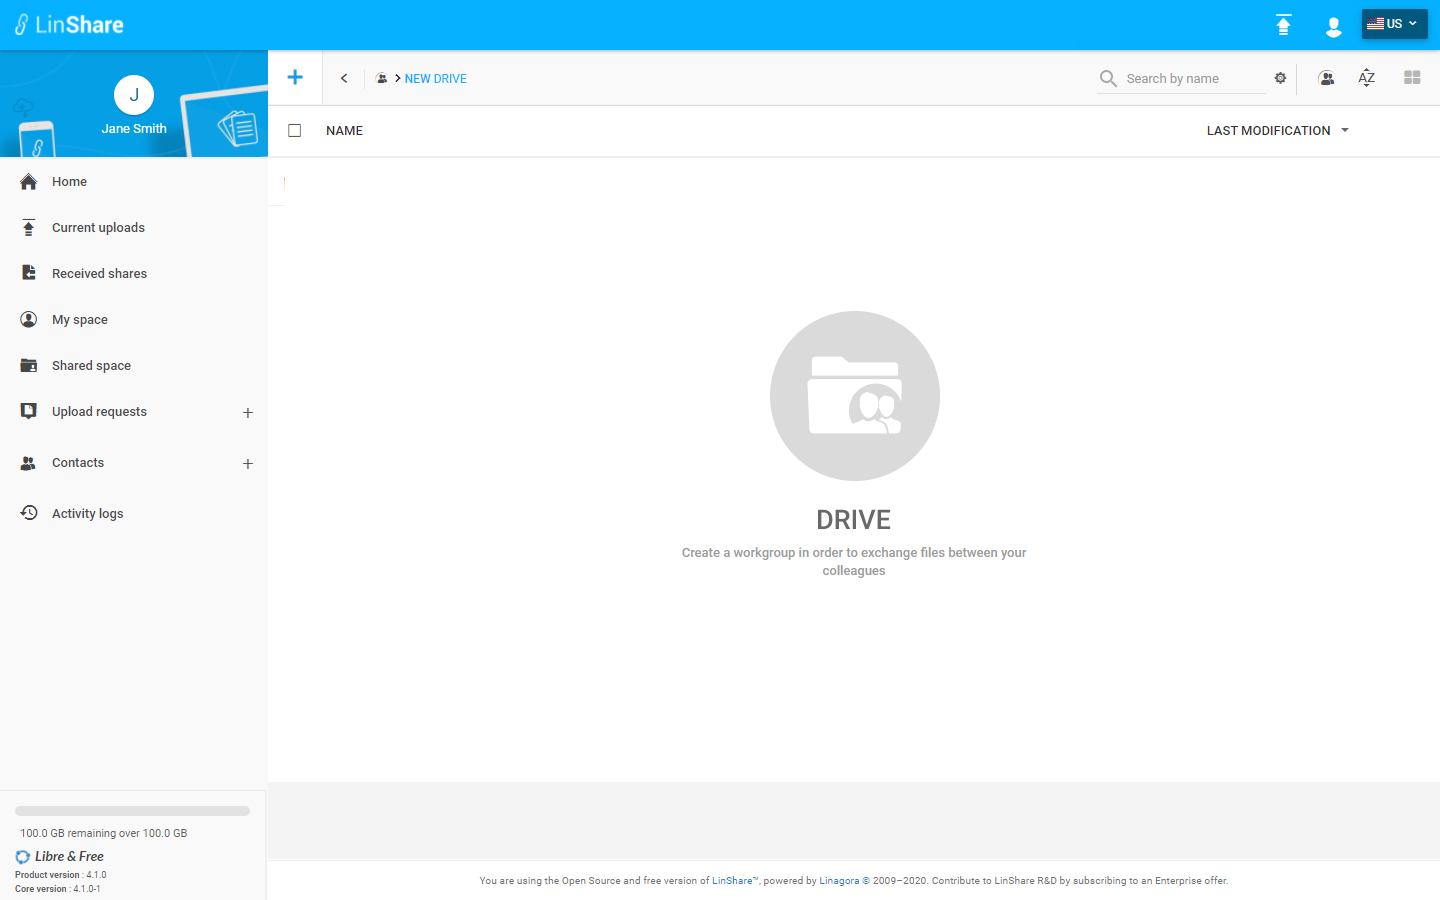 LinShare
US
J
Jane Smith
NEW DRIVE
Search by name
AZ
NAME
LAST MODIFICATION
Home
Current uploads
Received shares
My space
Shared space
Upload requests
Contacts
Activity logs
DRIVE
Create a workgroup in order to exchange files between your
colleagues
100.0 GB remaining over 100.0 GB
Libre & Free
Product version : 4.1.0
Core version : 4.1.0-1
You are using the Open Source and free version of LinShare™, powered by Linagora © 2009–2020. Contribute to LinShare R&D by subscribing to an Enterprise offer.